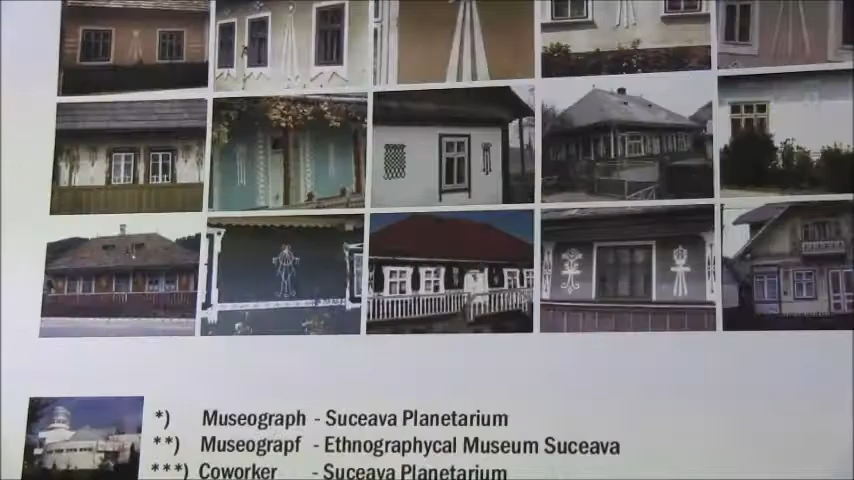 *) Museograph - Suceava Planetarium
**) Museograpf - Ethnographycal Museum Suceava
***) Coworker - Suceava Planetarium